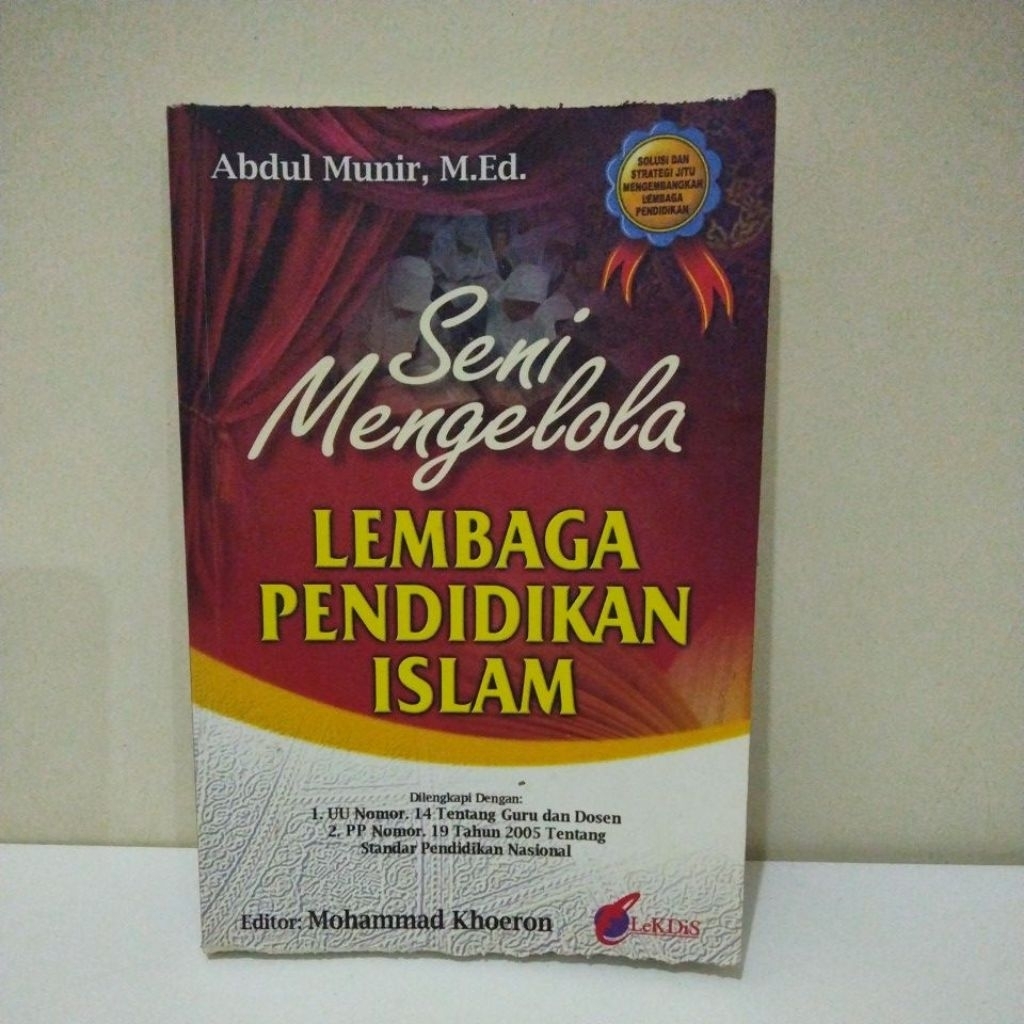 Abdul Munir, M.Ed.
SOLUSI DAN
STRATEGI JITU
MENGEMBANGKAN
LEMBAGA
PENDIDIKAN
Seni
Mengelola
LEMBAGA
PENDIDIKAN
ISLAM
Dilengkapi Dengan:
1. UU Nomor. 14 Tentang Guru dan Dosen
2. PP Nomor. 19 Tahun 2005 Tentang
Standar Pendidikan Nasional
Editor: Mohammad Khoeron
LeKDiS